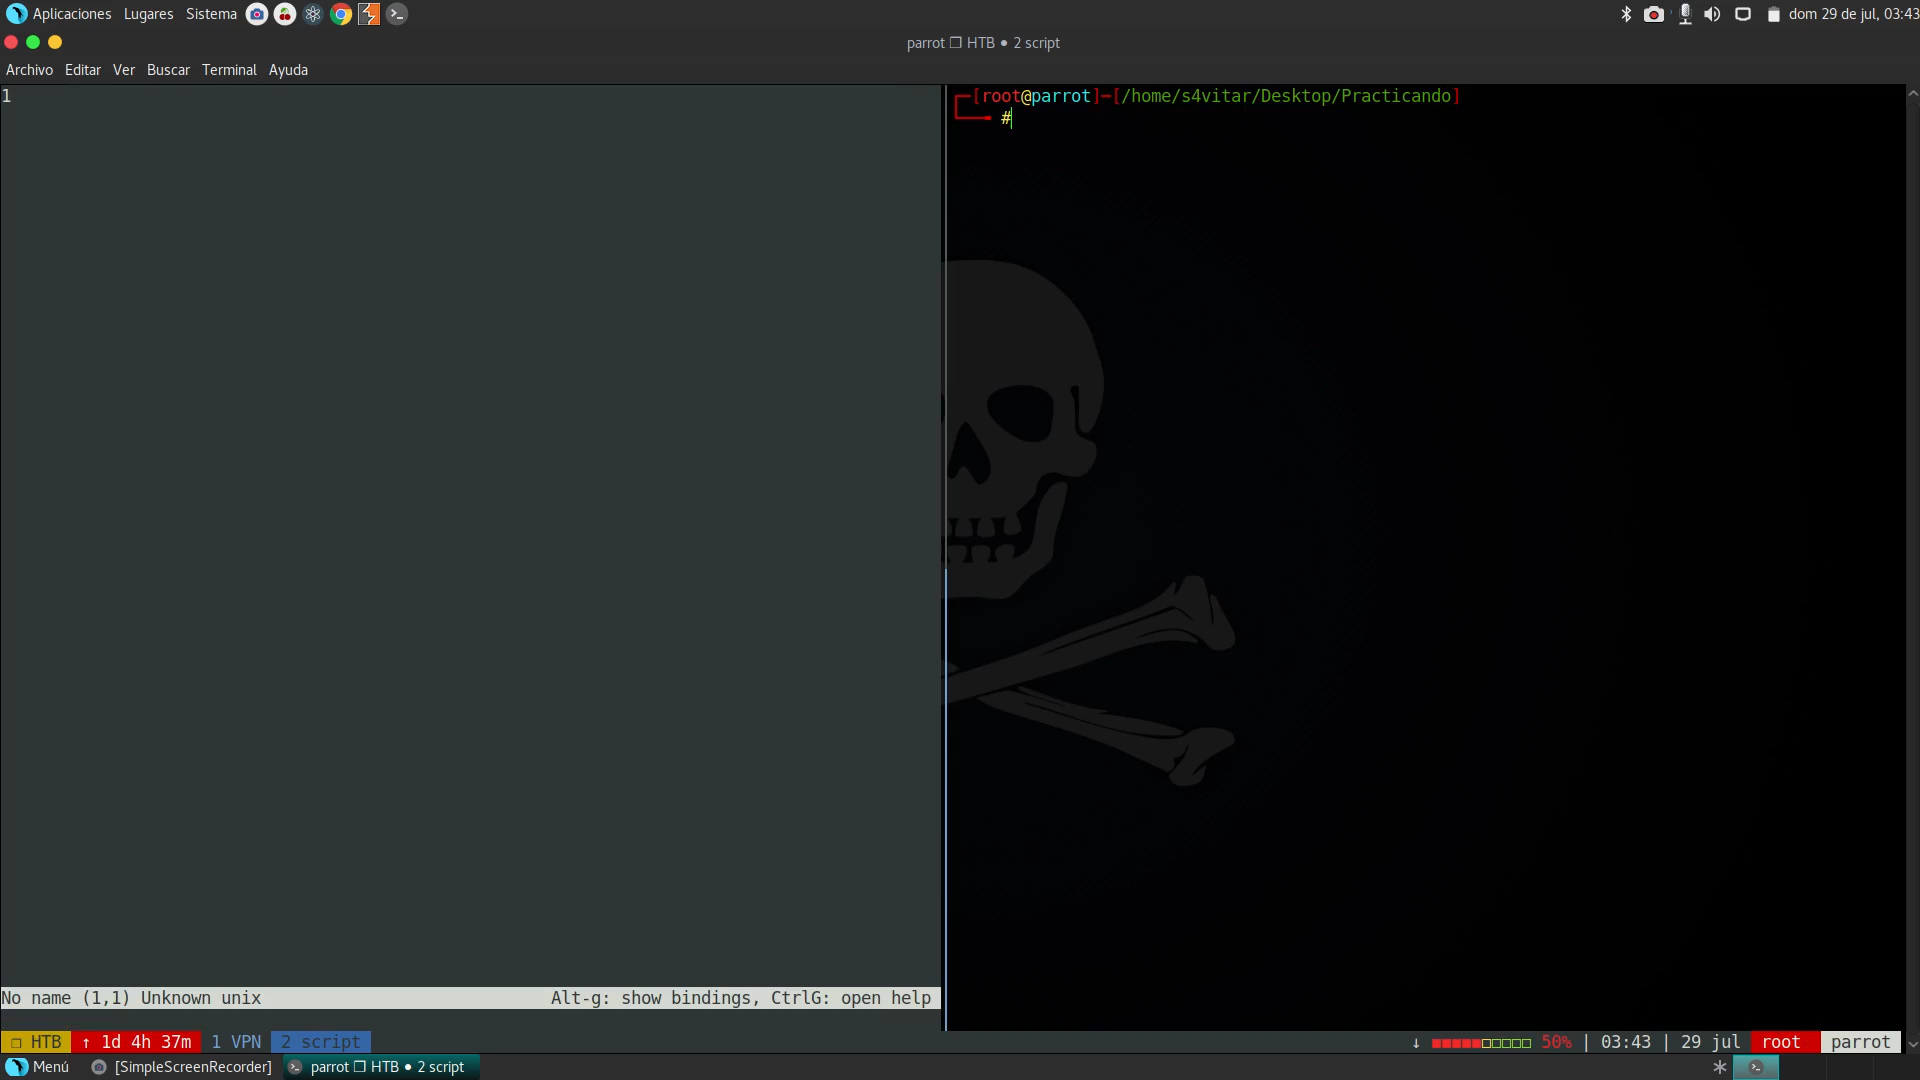 Aplicaciones Lugares Sistema dom 29 de jul, 03:43
parrot ❐ HTB ● 2 script
Archivo Editar Ver Buscar Terminal Ayuda
1
┌─[root@parrot]─[/home/s4vitar/Desktop/Practicando]
└──╼ #
No name (1,1) Unknown unix Alt-g: show bindings, CtrlG: open help
❐ HTB ↑ 1d 4h 37m 1 VPN 2 script ↓ ■■■■■□□□□□ 50% | 03:43 | 29 jul root parrot
Menú [SimpleScreenRecorder] parrot ❐ HTB ● 2 script